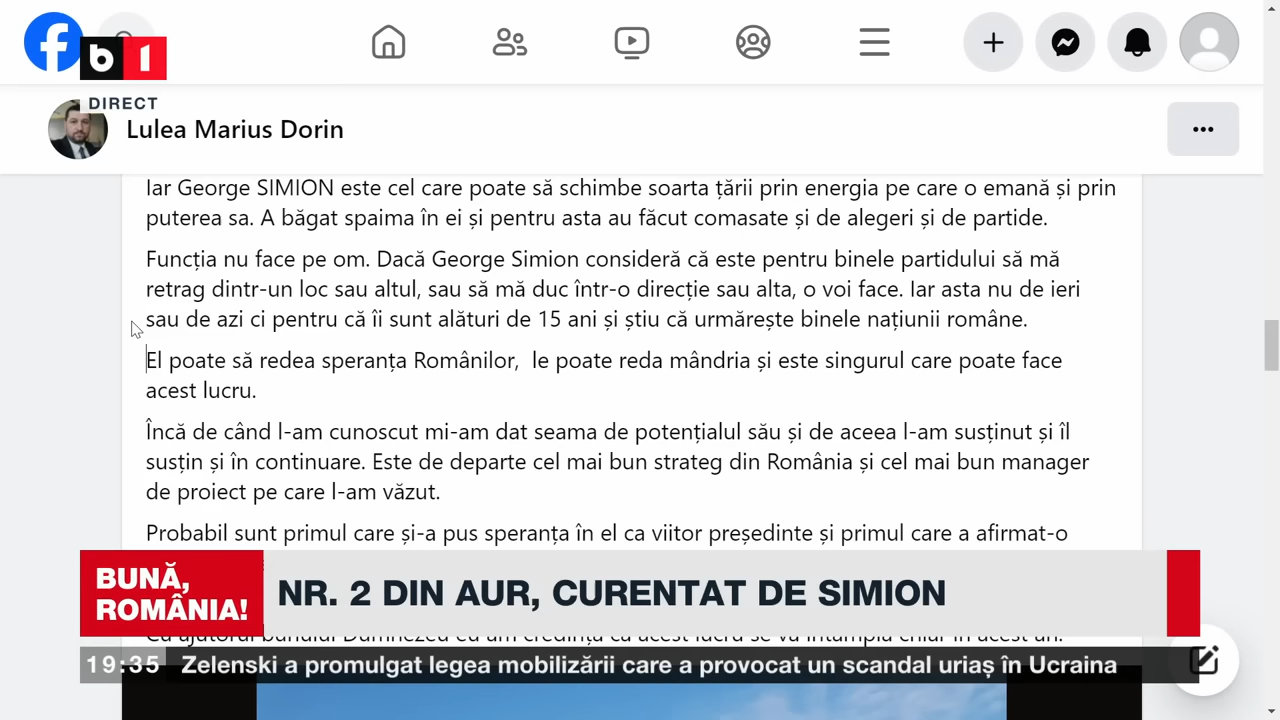 b1
DIRECT
Lulea Marius Dorin
Iar George SIMION este cel care poate să schimbe soarta țării prin energia pe care o emană și prin
puterea sa. A băgat spaima în ei și pentru asta au făcut comasate și de alegeri și de partide.
Funcția nu face pe om. Dacă George Simion consideră că este pentru binele partidului să mă
retrag dintr-un loc sau altul, sau să mă duc într-o direcție sau alta, o voi face. Iar asta nu de ieri
sau de azi ci pentru că îi sunt alături de 15 ani și știu că urmărește binele națiunii române.
El poate să redea speranța Românilor, le poate reda mândria și este singurul care poate face
acest lucru.
Încă de când l-am cunoscut mi-am dat seama de potențialul său și de aceea l-am susținut și îl
susțin și în continuare. Este de departe cel mai bun strateg din România și cel mai bun manager
de proiect pe care l-am văzut.
Probabil sunt primul care și-a pus speranța în el ca viitor președinte și primul care a afirmat-o
BUNĂ,
ROMÂNIA!
NR. 2 DIN AUR, CURENTAT DE SIMION
19:35 Zelenski a promulgat legea mobilizării care a provocat un scandal uriaș în Ucraina